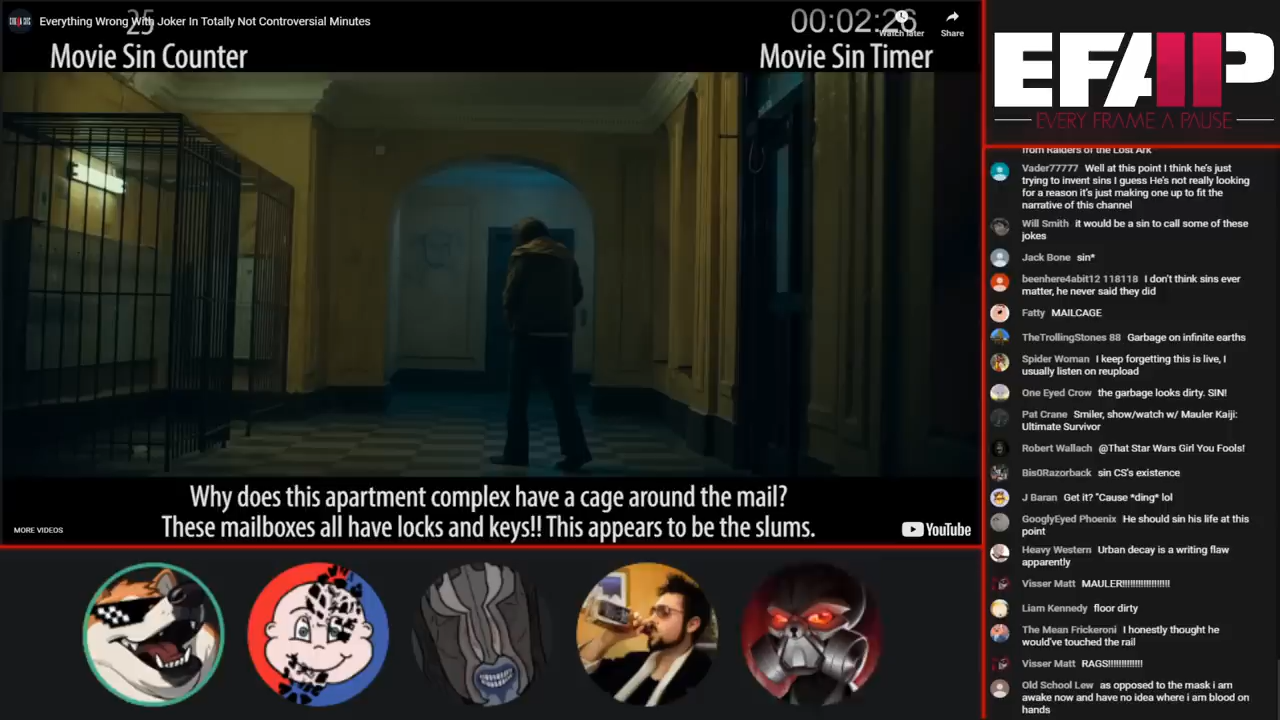 Everything Wrong With Joker In Totally Not Controversial Minutes
25
Movie Sin Counter
00:02:26
Movie Sin Timer
Watch later
Share
Why does this apartment complex have a cage around the mail?
These mailboxes all have locks and keys!! This appears to be the slums.
MORE VIDEOS
YouTube
EFAP
EVERY FRAME A PAUSE
from Raiders of the Lost Ark
Vader77777 Well at this point I think he's just
trying to invent sins I guess He's not really looking
for a reason it's just making one up to fit the
narrative of this channel
Will Smith it would be a sin to call some of these
jokes
Jack Bone sin*
beenhere4abit12 118118 I don't think sins ever
matter, he never said they did
Fatty MAILCAGE
TheTrollingStones 88 Garbage on infinite earths
Spider Woman I keep forgetting this is live, I
usually listen on reupload
One Eyed Crow the garbage looks dirty. SIN!
Pat Crane Smiler, show/watch w/ Mauler Kaiji:
Ultimate Survivor
Robert Wallach @That Star Wars Girl You Fools!
Bis0Razorback sin CS's existence
J Baran Get it? "Cause *ding* lol
GooglyEyed Phoenix He should sin his life at this
point
Heavy Western Urban decay is a writing flaw
apparently
Visser Matt MAULER!!!!!!!!!!!!!!!!!!!
Liam Kennedy floor dirty
The Mean Frickeroni I honestly thought he
would've touched the rail
Visser Matt RAGS!!!!!!!!!!!!!
Old School Lew as opposed to the mask i am
awake now and have no idea where i am blood on
hands